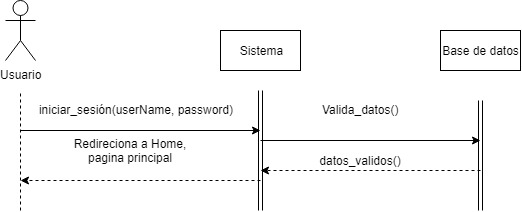 Usuario
Sistema
Base de datos
iniciar_sesión(userName, password)
Valida_datos()
Redireciona a Home,
pagina principal
datos_validos()